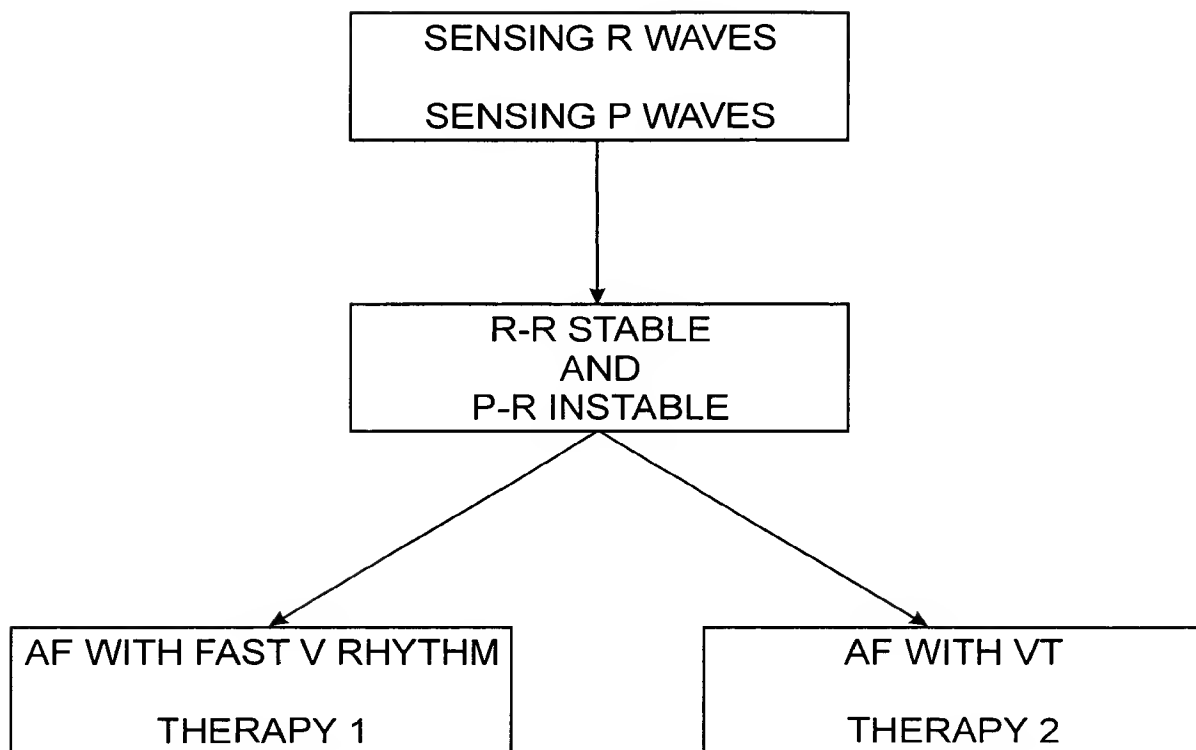 SENSING R WAVES
SENSING P WAVES
R-R STABLE
AND
P-R INSTABLE
AF WITH FAST V RHYTHM
THERAPY 1
AF WITH VT
THERAPY 2